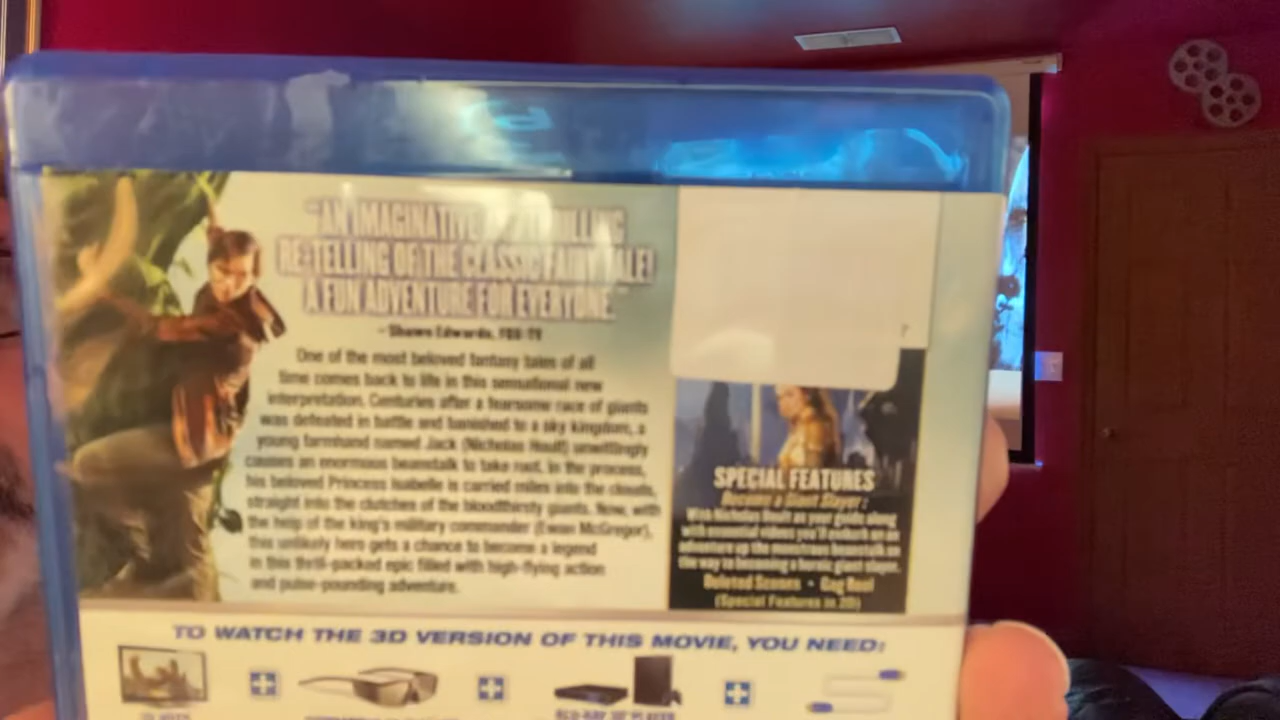 "AN IMAGINATIVE & THRILLING
RE-TELLING OF THE CLASSIC FAIRY TALE!
A FUN ADVENTURE FOR EVERYONE."
- Shawn Edwards, FOX-TV
One of the most beloved fantasy tales of all
time comes back to life in this sensational new
interpretation. Centuries after a fearsome race of giants
was defeated in battle and banished to a sky kingdom, a
young farmhand named Jack (Nicholas Hoult) unwittingly
causes an enormous beanstalk to take root. In the process,
his beloved Princess Isabelle is carried miles into the clouds,
straight into the clutches of the bloodthirsty giants. Now, with
the help of the king's military commander (Ewan McGregor),
this unlikely hero gets a chance to become a legend
in this thrill-packed epic filled with high-flying action
and pulse-pounding adventure.
SPECIAL FEATURES
Become a Giant Slayer:
With Nicholas Hoult as your guide along
with essential elements you'll embark on an
adventure up the monstrous beanstalk on
the way to becoming a heroic giant slayer.
Deleted Scenes • Gag Reel
(Special Features in 2D)
TO WATCH THE 3D VERSION OF THIS MOVIE, YOU NEED:
3D HDTV
BLU-RAY 3D PLAYER